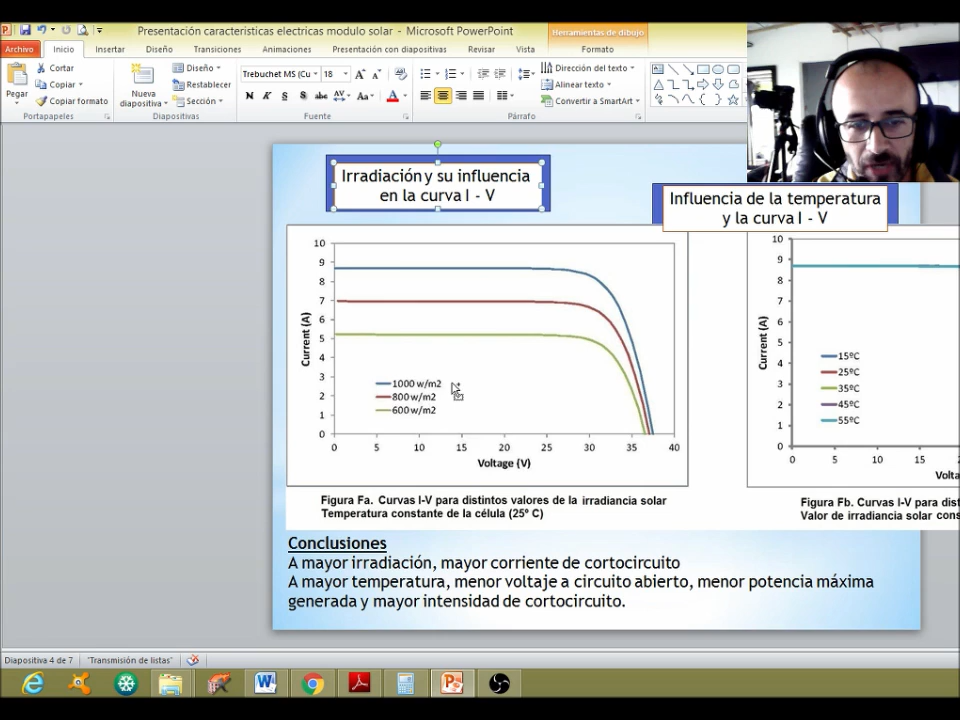 Presentación caracteristicas electricas modulo solar - Microsoft PowerPoint
Herramientas de dibujo
Archivo Inicio Insertar Diseño Transiciones Animaciones Presentación con diapositivas Revisar Vista Formato
Pegar
Cortar
Copiar
Copiar formato
Portapapeles
Nueva diapositiva
Diseño
Restablecer
Sección
Diapositivas
Trebuchet MS (Cu 18
N K S S abc AV Aa A
Fuente
Párrafo
Dirección del texto
Alinear texto
Convertir a SmartArt
Irradiación y su influencia
en la curva I - V
Influencia de la temperatura
y la curva I - V
Current (A)
10
9
8
7
6
5
4
3
2
1
0
1000 w/m2
800 w/m2
600 w/m2
0 5 10 15 20 25 30 35 40
Voltage (V)
Figura Fa. Curvas I-V para distintos valores de la irradiancia solar
Temperatura constante de la célula (25º C)
Current (A)
10
9
8
7
6
5
4
3
2
1
0
15ºC
25ºC
35ºC
45ºC
55ºC
0 5 10 15 20
Volta
Figura Fb. Curvas I-V para dist
Valor de irradiancia solar cons
Conclusiones
A mayor irradiación, mayor corriente de cortocircuito
A mayor temperatura, menor voltaje a circuito abierto, menor potencia máxima
generada y mayor intensidad de cortocircuito.
Diapositiva 4 de 7 "Transmisión de listas"